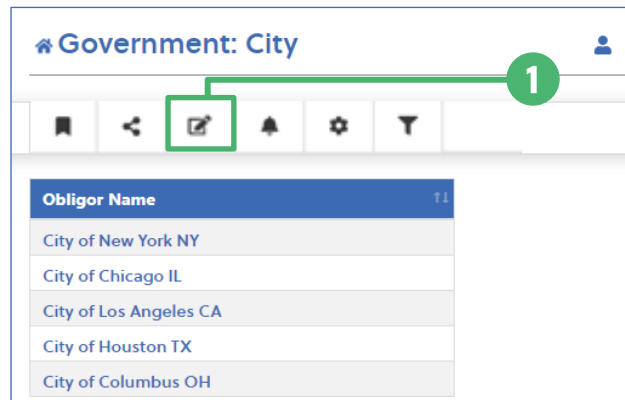 Government: City
1
Obligor Name
City of New York NY
City of Chicago IL
City of Los Angeles CA
City of Houston TX
City of Columbus OH